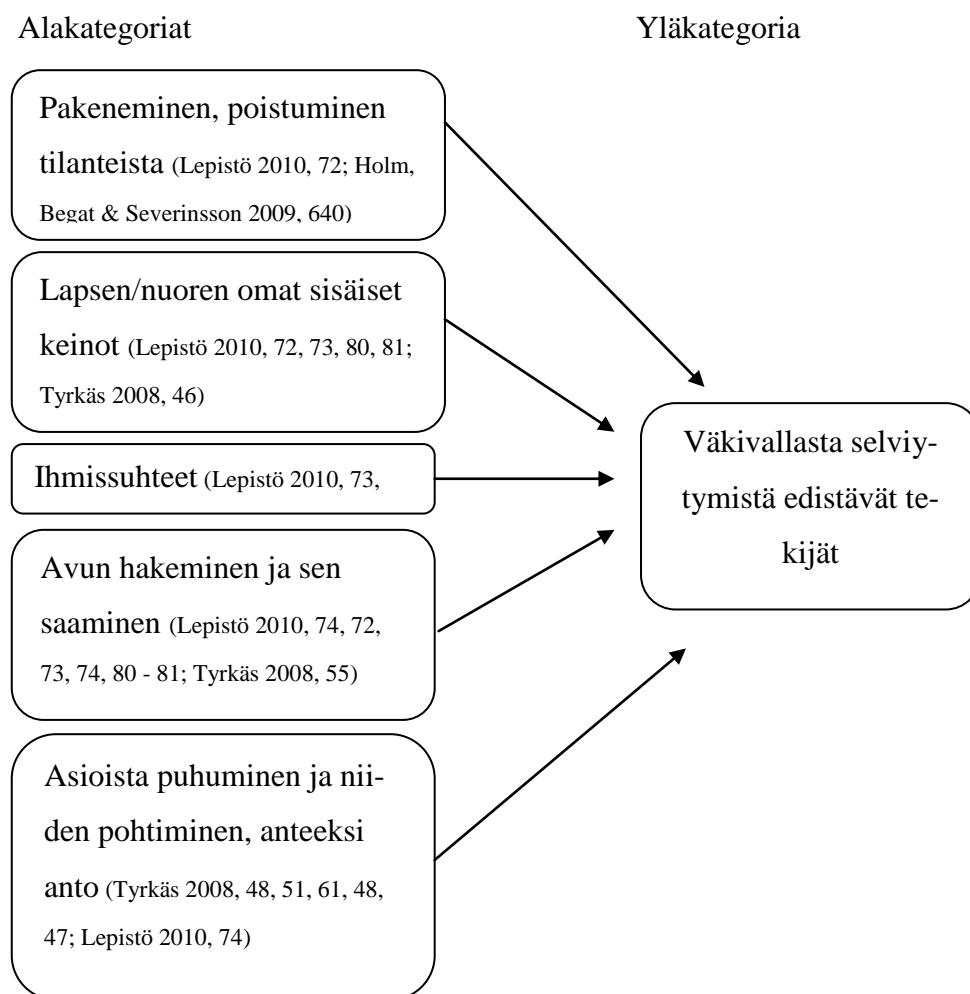 Alakategoriat
Yläkategoria
Pakeneminen, poistuminen
tilanteista (Lepistö 2010, 72; Holm,
Begat & Severinsson 2009, 640)
Lapsen/nuoren omat sisäiset
keinot (Lepistö 2010, 72, 73, 80, 81;
Tyrkäs 2008, 46)
Ihmissuhteet (Lepistö 2010, 73,
Avun hakeminen ja sen
saaminen (Lepistö 2010, 74, 72,
73, 74, 80 - 81; Tyrkäs 2008, 55)
Asioista puhuminen ja nii-
den pohtiminen, anteeksi
anto (Tyrkäs 2008, 48, 51, 61, 48,
47; Lepistö 2010, 74)
Väkivallasta selviy-
tymistä edistävät te-
kijät